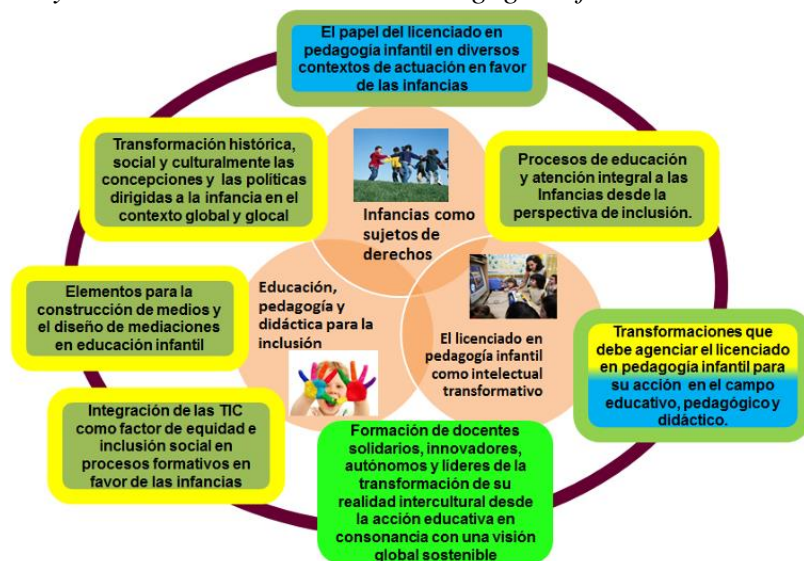 El papel del licenciado en
pedagogía infantil en diversos
contextos de actuación en favor
de las infancias
Transformación histórica,
social y culturalmente las
concepciones y las políticas
dirigidas a la infancia en el
contexto global y glocal
Infancias como
sujetos de
derechos
Procesos de educación
y atención integral a las
Infancias desde la
perspectiva de inclusión.
Elementos para la
construcción de medios y
el diseño de mediaciones
en educación infantil
Educación,
pedagogía y
didáctica para la
inclusión
El licenciado en
pedagogía infantil
como intelectual
transformativo
Transformaciones que
debe agenciar el licenciado
en pedagogía infantil para
su acción en el campo
educativo, pedagógico y
didáctico.
Integración de las TIC
como factor de equidad e
inclusión social en
procesos formativos en
favor de las infancias
Formación de docentes
solidarios, innovadores,
autónomos y líderes de la
transformación de su
realidad intercultural desde
la acción educativa en
consonancia con una visión
global sostenible